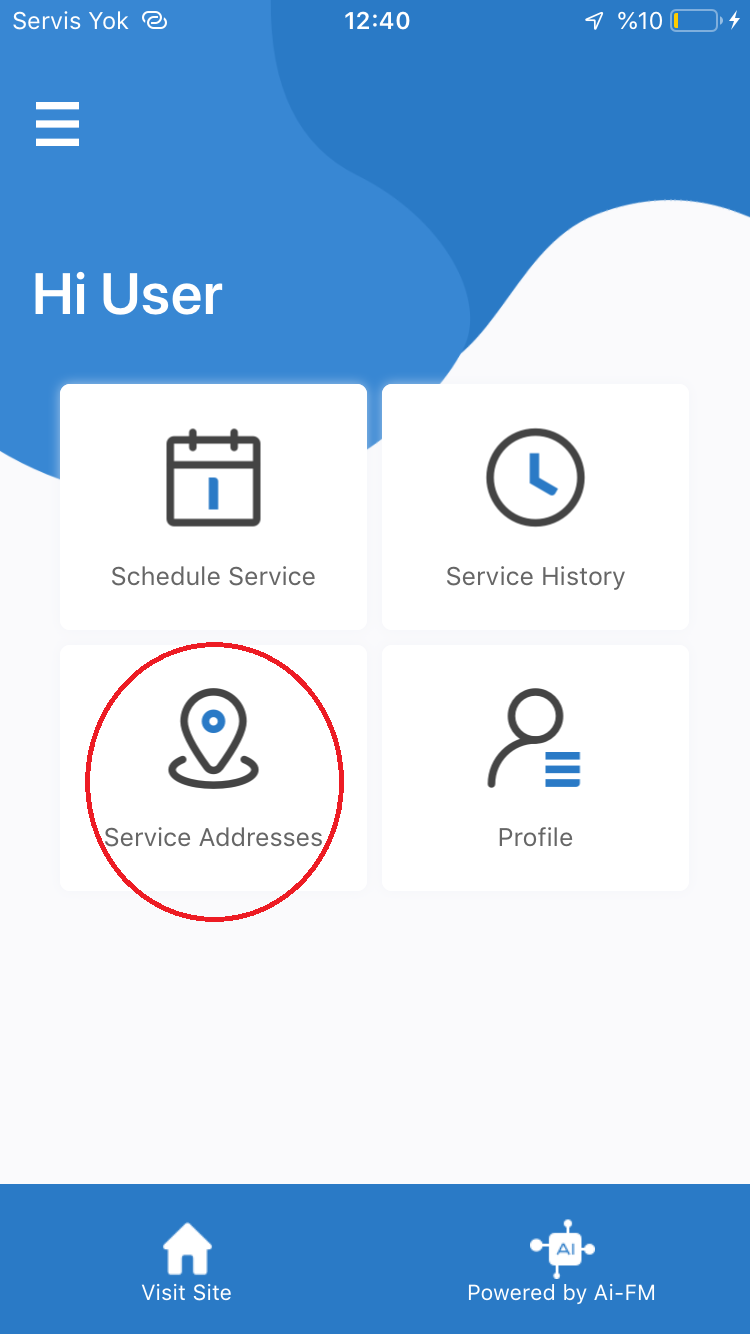 Servis Yok 12:40 %10
Hi User
Schedule Service
Service History
Service Addresses
Profile
AI
Visit Site
Powered by Ai-FM